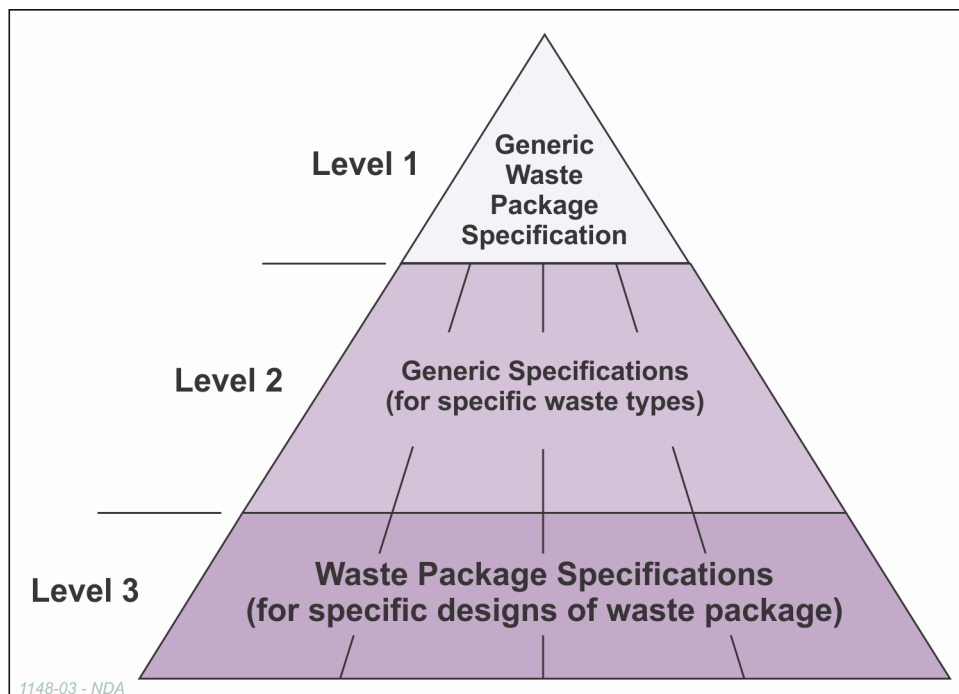 Level 1
Generic
Waste
Package
Specification
Level 2
Generic Specifications
(for specific waste types)
Level 3
Waste Package Specifications
(for specific designs of waste package)
1148-03 - NDA